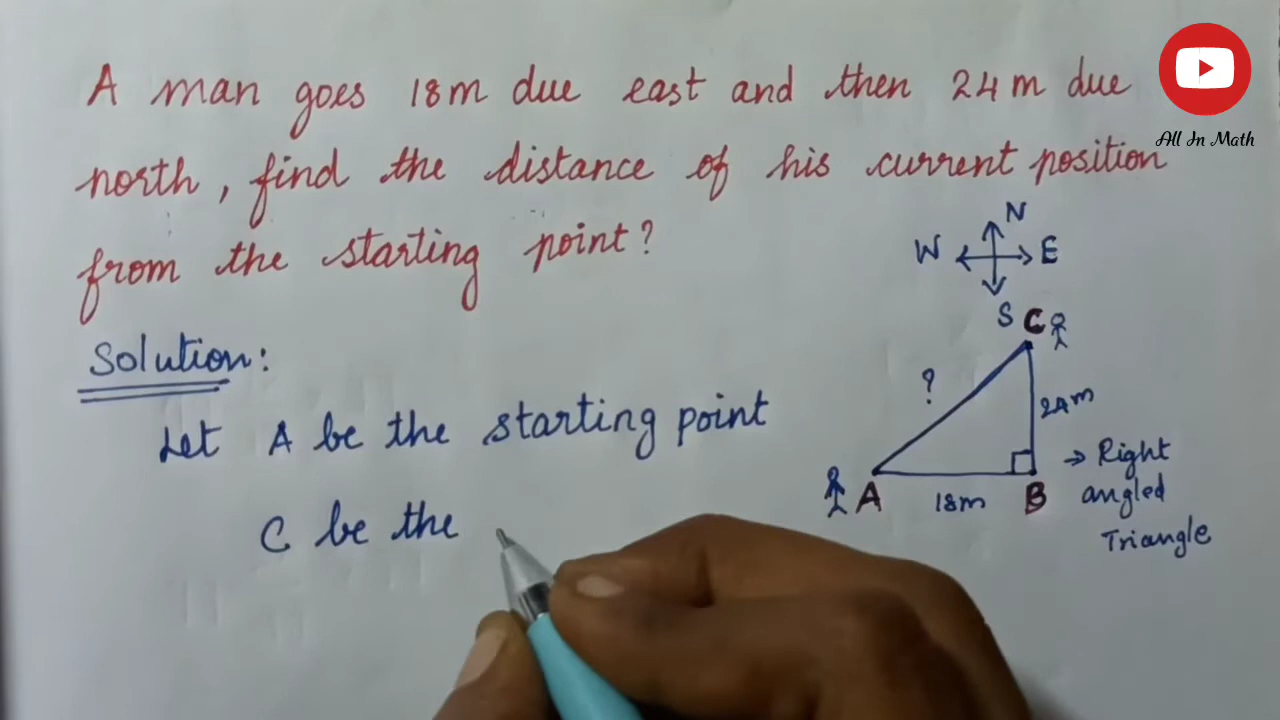 A man goes 18m due east and then 24m due
north, find the distance of his current position
from the starting point?
All In Math
N
W E
S
Solution:
Let A be the starting point
C be the
C
?
24m
A 18m B
→ Right
angled
Triangle